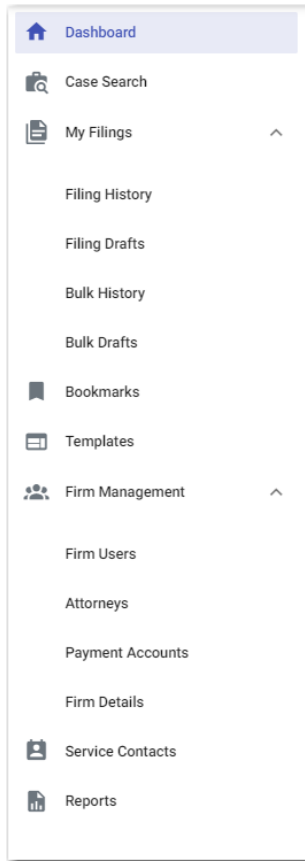 Dashboard
Case Search
My Filings
Filing History
Filing Drafts
Bulk History
Bulk Drafts
Bookmarks
Templates
Firm Management
Firm Users
Attorneys
Payment Accounts
Firm Details
Service Contacts
Reports